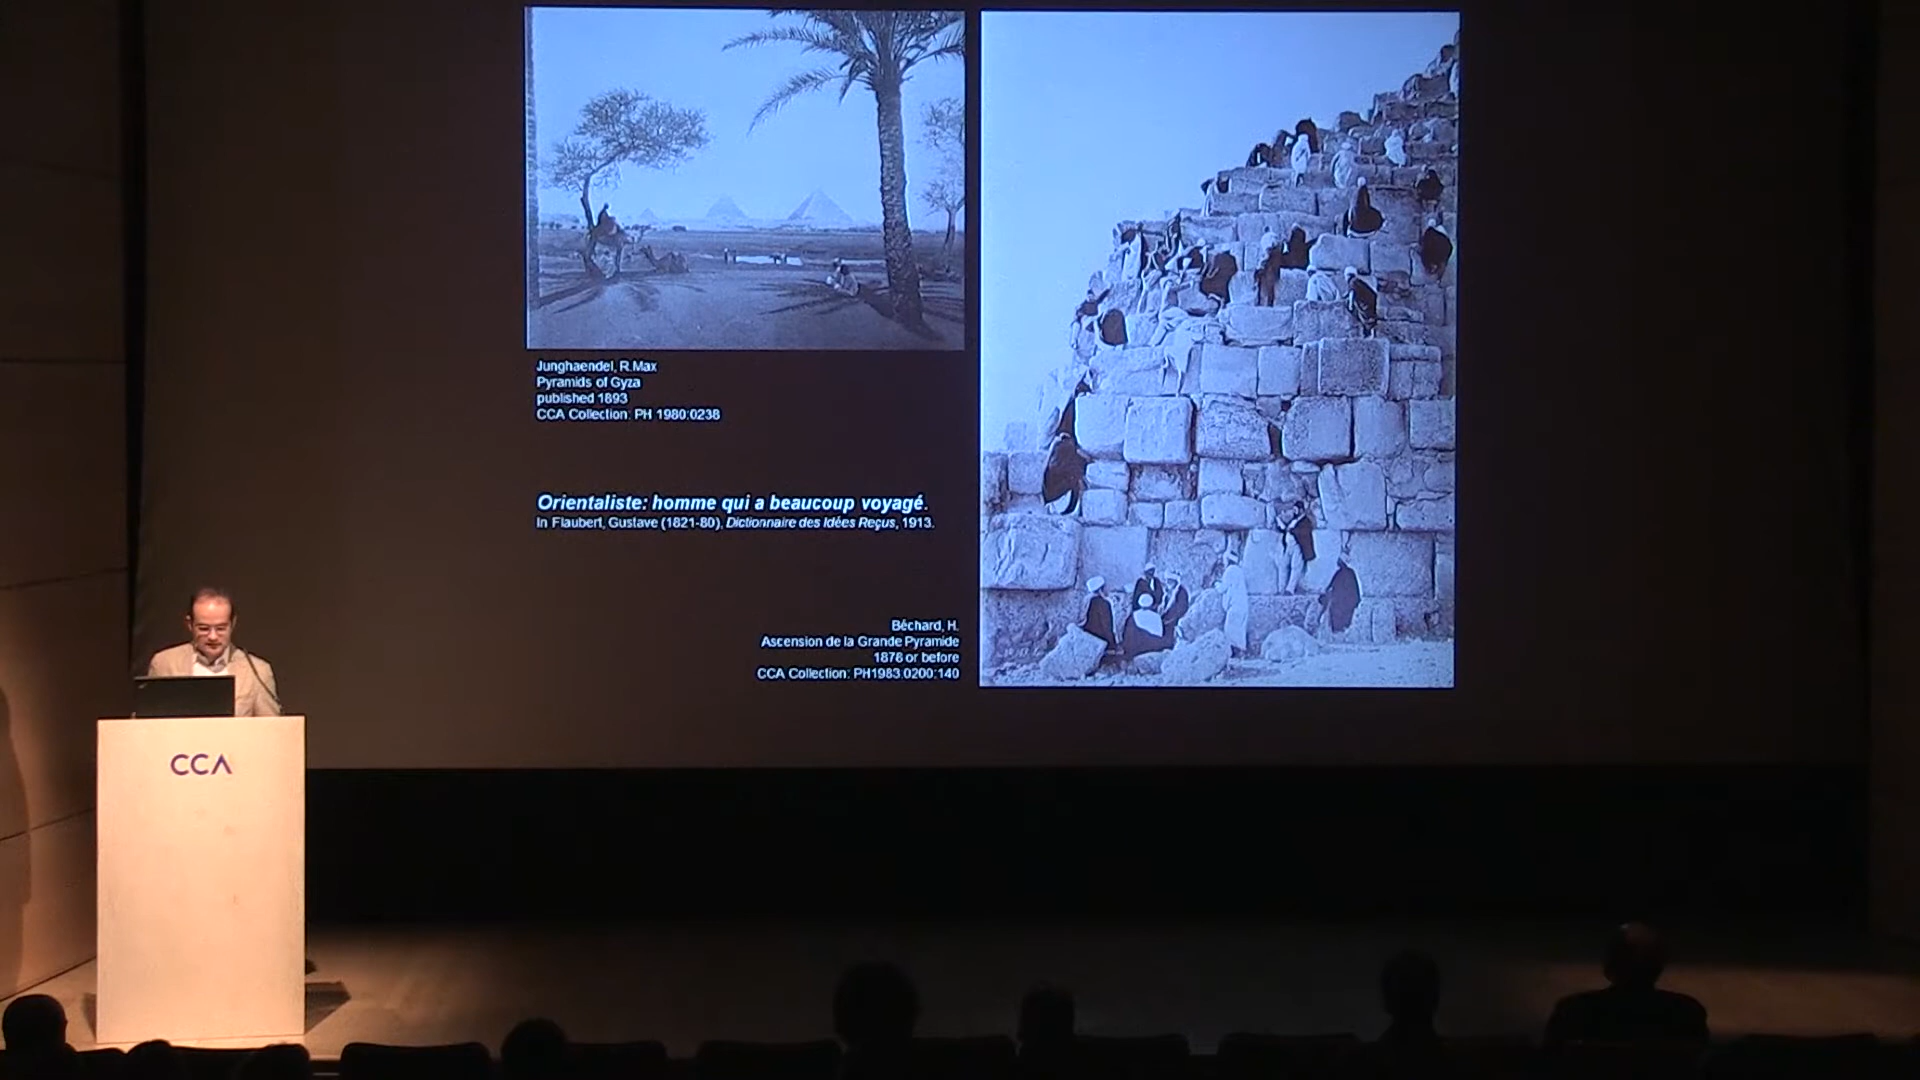 Junghaendel, R.Max
Pyramids of Gyza
published 1893
CCA Collection: PH 1980:0238
Orientaliste: homme qui a beaucoup voyagé.
In Flaubert, Gustave (1821-80), Dictionnaire des Idées Reçus, 1913.
Béchard, H.
Ascension de la Grande Pyramide
1878 or before
CCA Collection: PH1983:0200:140
CCA